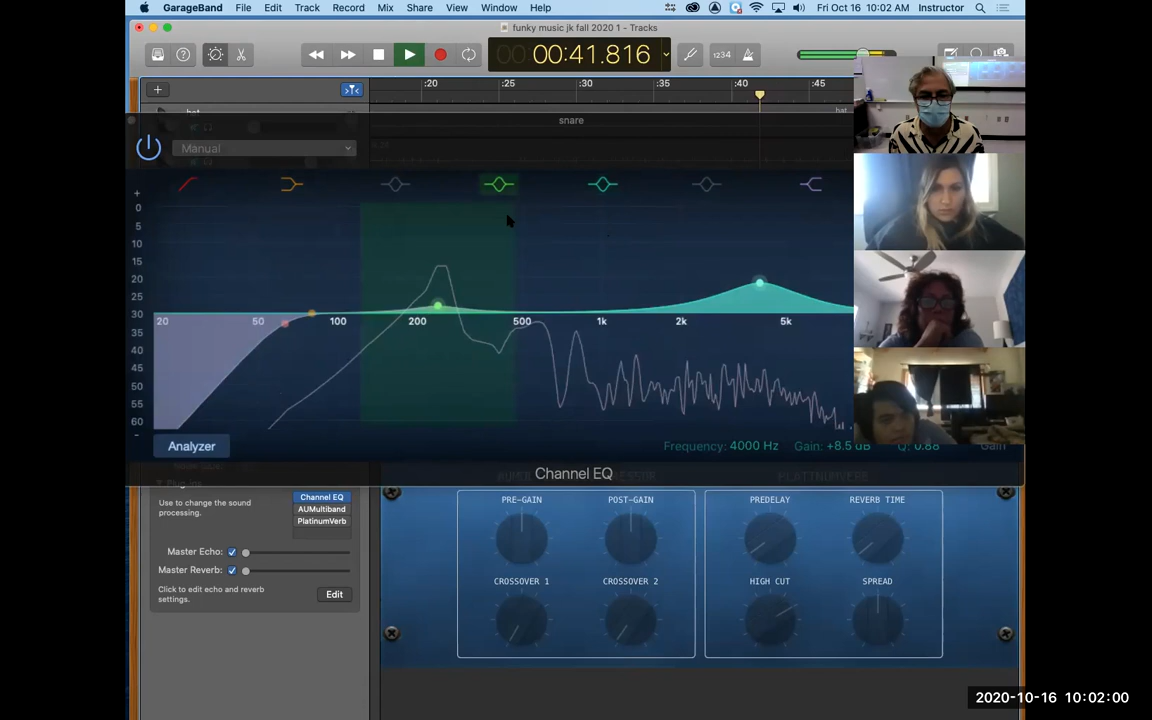 GarageBand File Edit Track Record Mix Share View Window Help Fri Oct 16 10:02 AM Instructor
funky music jk fall 2020 1 - Tracks
00:41.816
1234
:20 :25 :30 :35 :40 :45
snare
Manual
+
0
5
10
15
20
25
30
35
40
45
50
55
60
-
20 50 100 200 500 1k 2k 5k
Analyzer
Frequency: 4000 Hz Gain: +8.5 dB Q: 0.88 Gain
Channel EQ
Plug-ins
Use to change the sound
processing.
Channel EQ
AUMultiband
PlatinumVerb
Master Echo:
Master Reverb:
Click to edit echo and reverb
settings.
Edit
PRE-GAIN POST-GAIN PREDELAY REVERB TIME
CROSSOVER 1 CROSSOVER 2 HIGH CUT SPREAD
2020-10-16 10:02:00